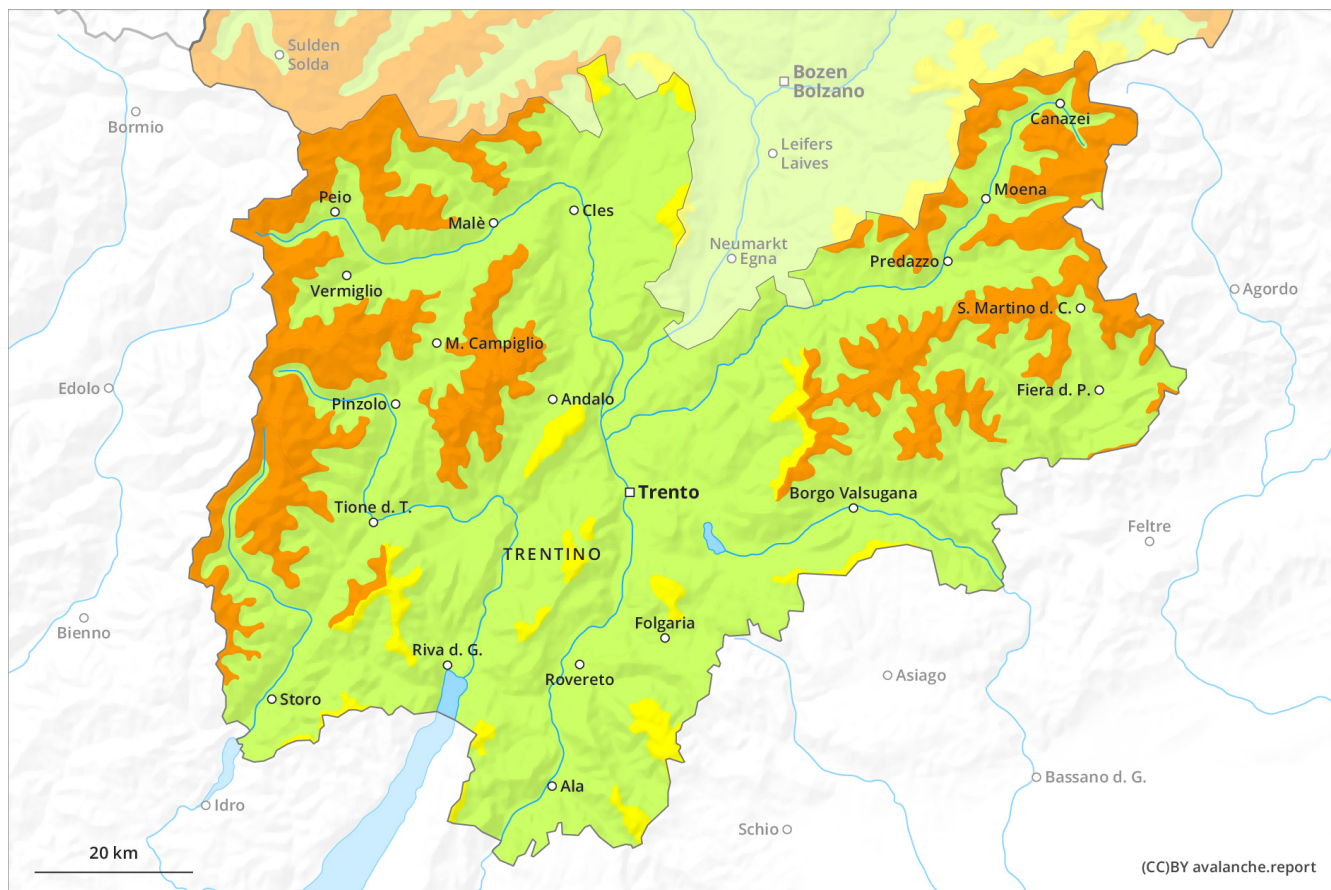 Sulden
Solda
Bozen
Bolzano
Bormio
Canazei
Leifers
Laives
Peio
Moena
Malè
Cles
Neumarkt
Egna
Predazzo
Vermiglio
Agordo
S. Martino d. C.
M. Campiglio
Edolo
Fiera d. P.
Pinzolo
Andalo
Trento
Borgo Valsugana
Tione d. T.
Feltre
TRENTINO
Bienno
Folgaria
Riva d. G.
Rovereto
Asiago
Storo
Bassano d. G.
Ala
Idro
Schio
20 km
(CC)BY avalanche.report